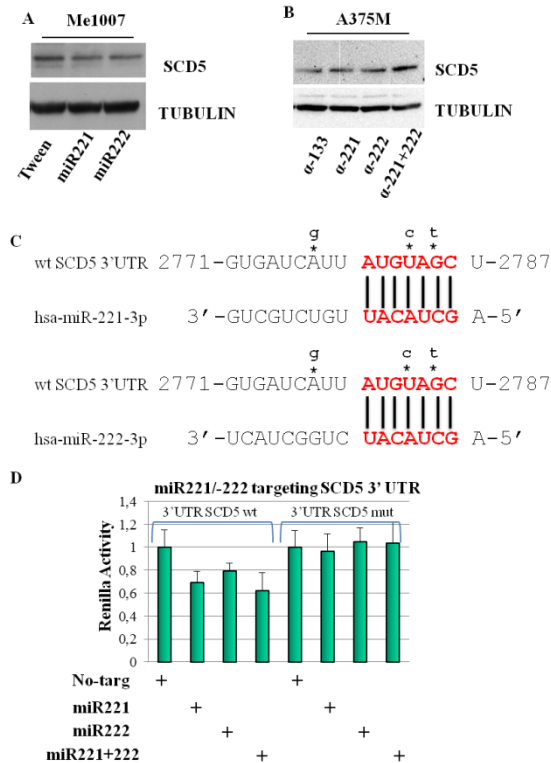 A
Me1007
SCD5
TUBULIN
Tween
miR221
miR222
B
A375M
SCD5
TUBULIN
α-133
α-221
α-222
α-221+222
C
g c t
* * *
wt SCD5 3’UTR 2771-GUGAUCAUU AUGUAGC U-2787
hsa-miR-221-3p 3’-GUCGUCUGU UACAUCG A-5’
g c t
* * *
wt SCD5 3’UTR 2771-GUGAUCAUU AUGUAGC U-2787
hsa-miR-222-3p 3’-UCAUCGGUC UACAUCG A-5’
D
miR221/-222 targeting SCD5 3’ UTR
3’UTR SCD5 wt 3’UTR SCD5 mut
Renilla Activity
1,4
1,2
1
0,8
0,6
0,4
0,2
0
No-targ + +
miR221 + +
miR222 + +
miR221+222 + +